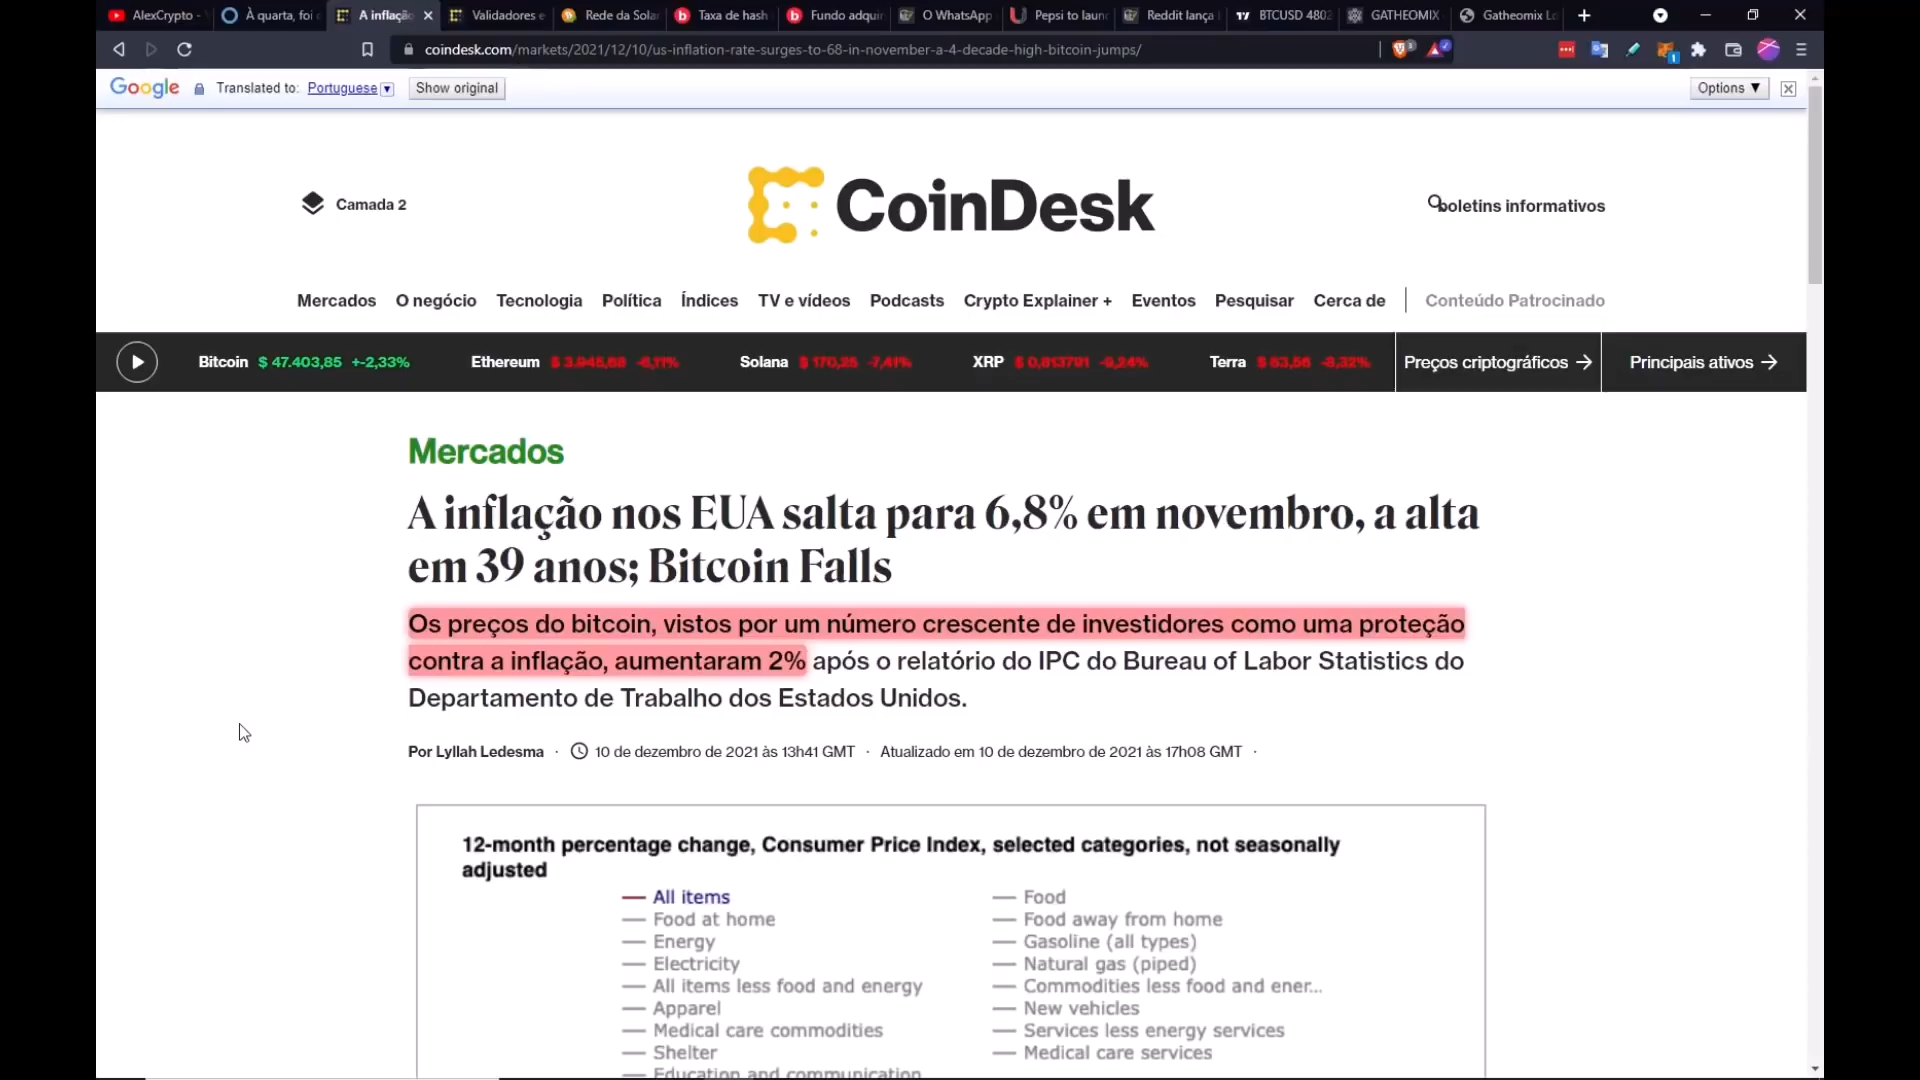 AlexCrypto -
À quarta, foi
A inflação
Validadores e
Rede da Sola
Taxa de hash
Fundo adquir
O WhatsApp
Pepsi to laun
Reddit lança
BTCUSD 4802
GATHEOMIX
Gatheomix Lo
coindesk.com/markets/2021/12/10/us-inflation-rate-surges-to-68-in-november-a-4-decade-high-bitcoin-jumps/
Google Translated to: Portuguese Show original Options ▼
Camada 2
CoinDesk
boletins informativos
Mercados O negócio Tecnologia Política Índices TV e vídeos Podcasts Crypto Explainer + Eventos Pesquisar Cerca de Conteúdo Patrocinado
Bitcoin $ 47.403,85 +-2,33% Ethereum $ 3.945,68 -6,11% Solana $ 170,25 -7,41% XRP $ 0,813791 -9,24% Terra $ 63,56 -8,32% Preços criptográficos → Principais ativos →
Mercados
A inflação nos EUA salta para 6,8% em novembro, a alta
em 39 anos; Bitcoin Falls
Os preços do bitcoin, vistos por um número crescente de investidores como uma proteção
contra a inflação, aumentaram 2% após o relatório do IPC do Bureau of Labor Statistics do
Departamento de Trabalho dos Estados Unidos.
Por Lyllah Ledesma · 10 de dezembro de 2021 às 13h41 GMT · Atualizado em 10 de dezembro de 2021 às 17h08 GMT ·
12-month percentage change, Consumer Price Index, selected categories, not seasonally
adjusted
All items Food
Food at home Food away from home
Energy Gasoline (all types)
Electricity Natural gas (piped)
All items less food and energy Commodities less food and ener...
Apparel New vehicles
Medical care commodities Services less energy services
Shelter Medical care services
Education and communication